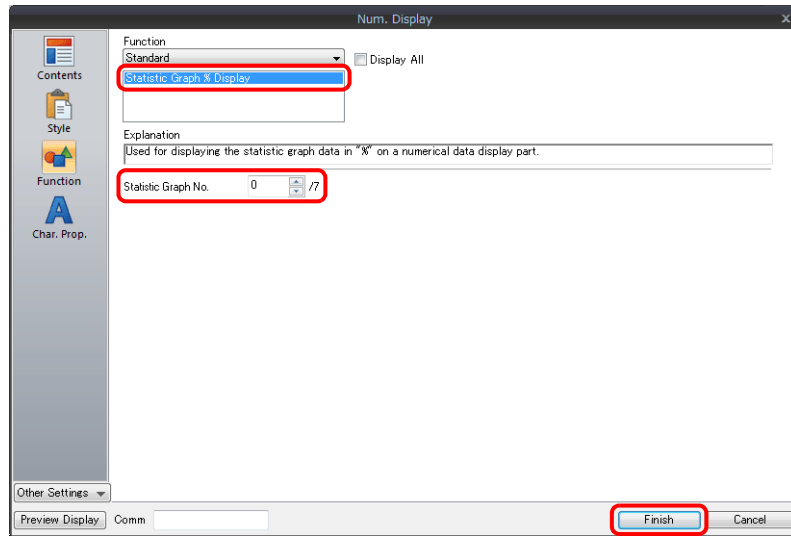 Num. Display
x
Contents
Style
Function
Char. Prop.
Function
Standard
Display All
Statistic Graph % Display
Explanation
Used for displaying the statistic graph data in "%" on a numerical data display part.
Statistic Graph No. 0 /7
Other Settings
Preview Display Comm Finish Cancel